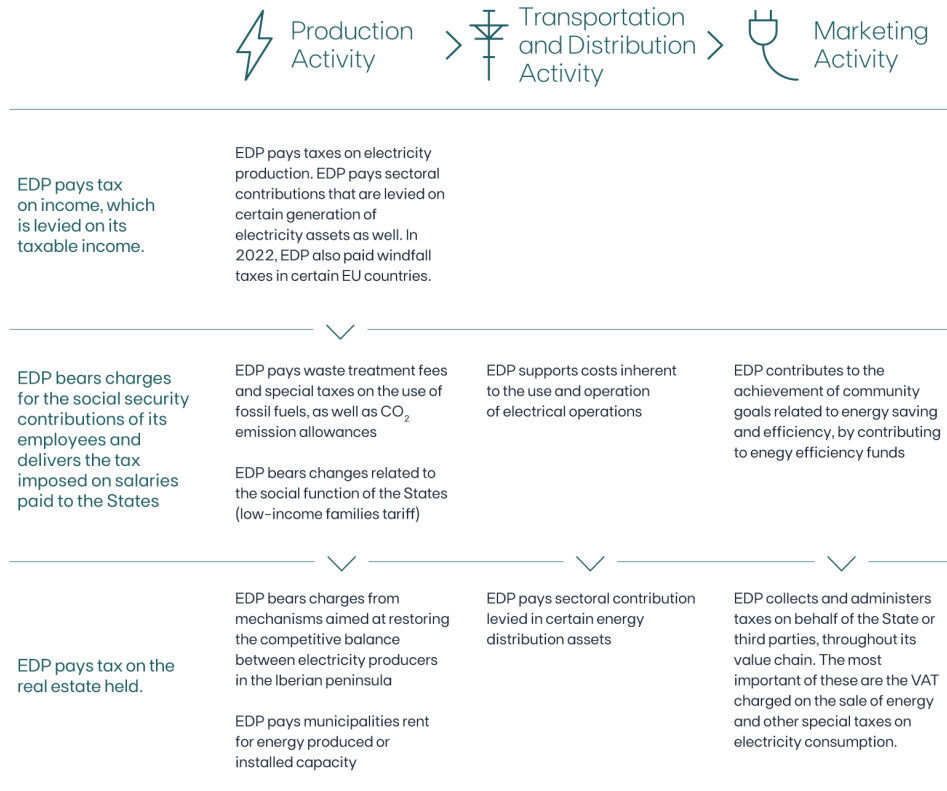 Production
Activity
Transportation
and Distribution
Activity
Marketing
Activity
EDP pays tax
on income, which
is levied on its
taxable income.
EDP pays taxes on electricity
production. EDP pays sectoral
contributions that are levied on
certain generation of
electricity assets as well. In
2022, EDP also paid windfall
taxes in certain EU countries.
EDP bears charges
for the social security
contributions of its
employees and
delivers the tax
imposed on salaries
paid to the States
EDP pays waste treatment fees
and special taxes on the use of
fossil fuels, as well as CO₂
emission allowances
EDP bears changes related to
the social function of the States
(low-income families tariff)
EDP supports costs inherent
to the use and operation
of electrical operations
EDP contributes to the
achievement of community
goals related to energy saving
and efficiency, by contributing
to enegy efficiency funds
EDP pays tax on the
real estate held.
EDP bears charges from
mechanisms aimed at restoring
the competitive balance
between electricity producers
in the Iberian peninsula
EDP pays municipalities rent
for energy produced or
installed capacity
EDP pays sectoral contribution
levied in certain energy
distribution assets
EDP collects and administers
taxes on behalf of the State or
third parties, throughout its
value chain. The most
important of these are the VAT
charged on the sale of energy
and other special taxes on
electricity consumption.